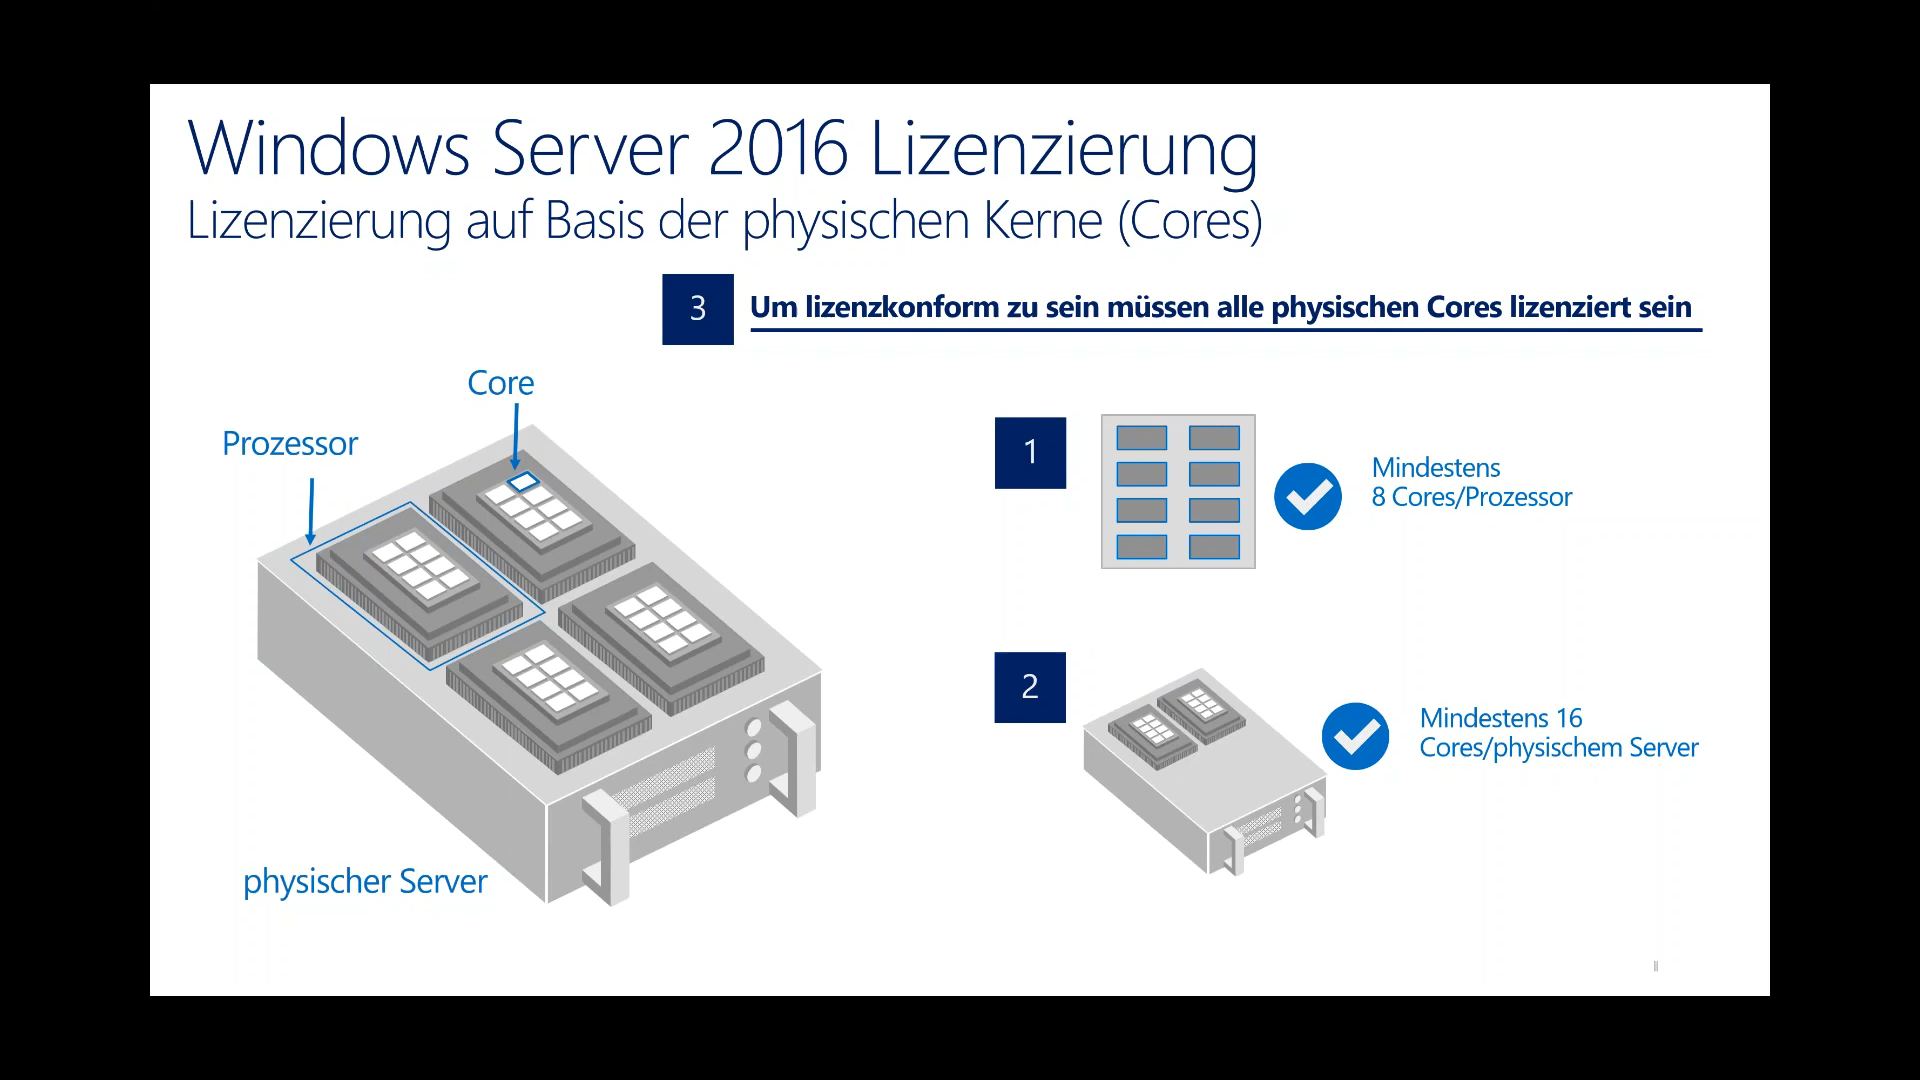 Windows Server 2016 Lizenzierung
Lizenzierung auf Basis der physischen Kerne (Cores)
3
Um lizenzkonform zu sein müssen alle physischen Cores lizenziert sein
Core
Prozessor
physischer Server
1
Mindestens
8 Cores/Prozessor
2
Mindestens 16
Cores/physischem Server